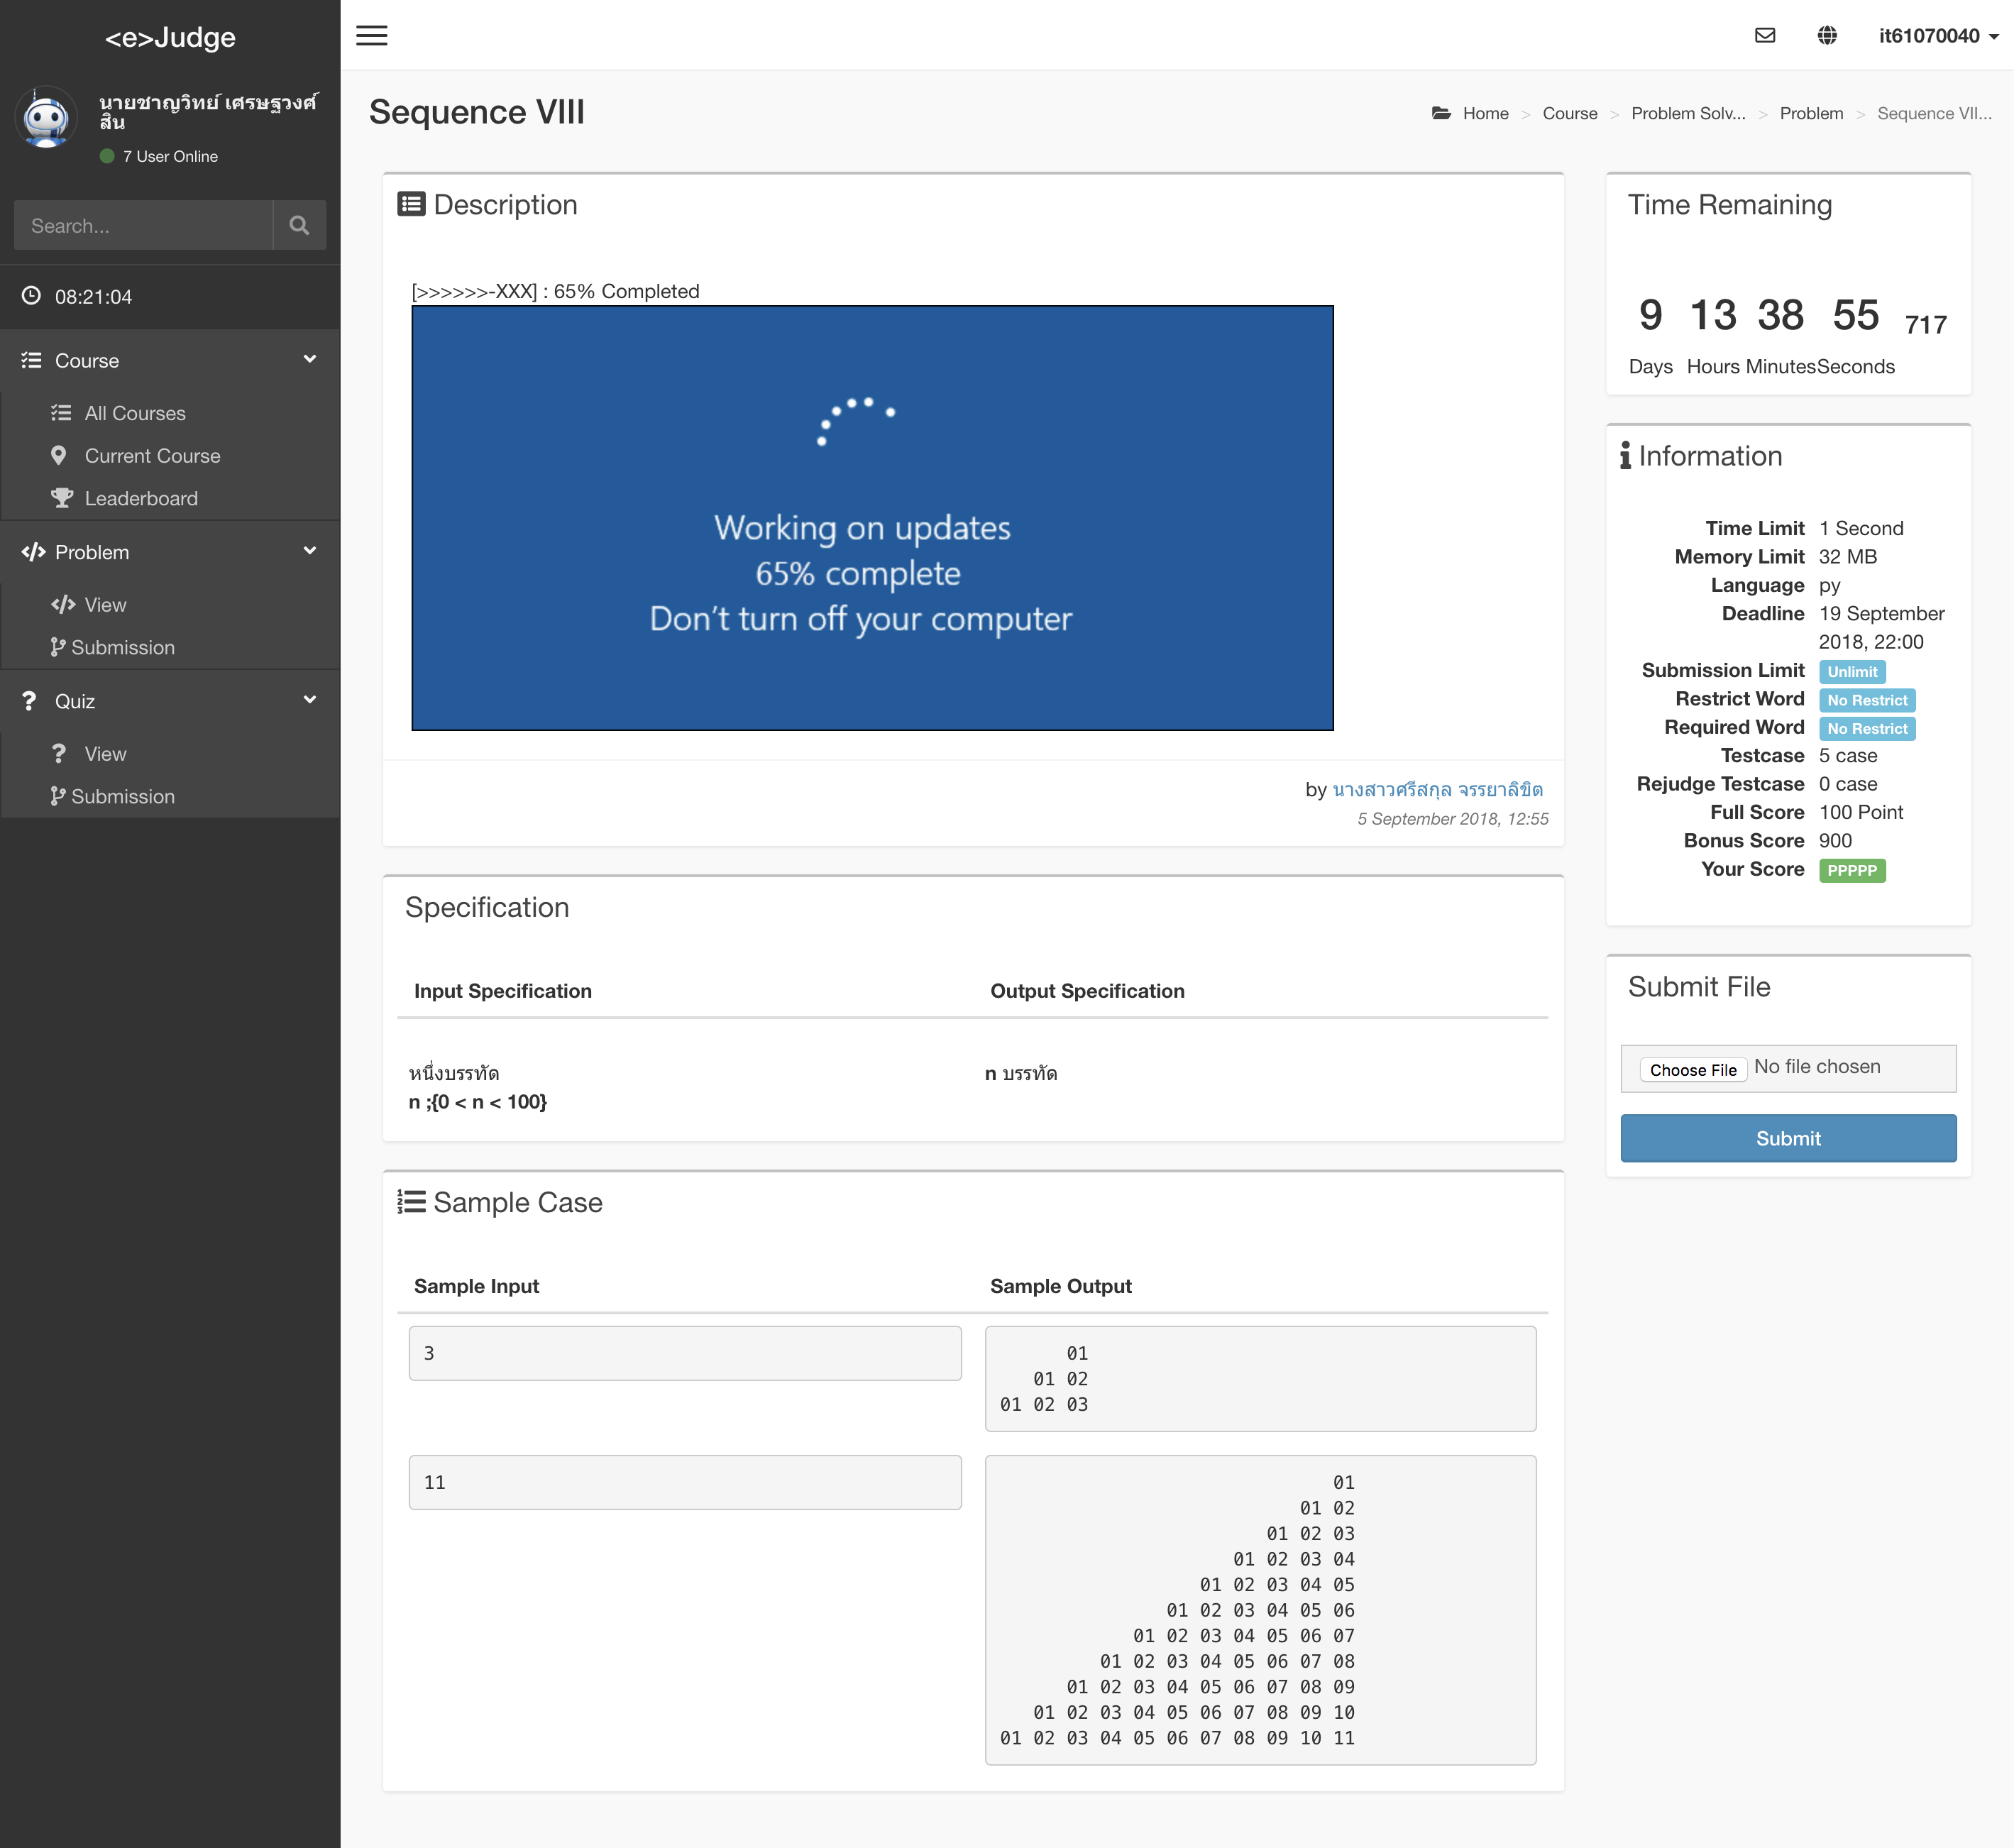 <e>Judge
นายชาญวิทย์ เศรษฐวงศ์
สิน
7 User Online
Search...
08:21:04
Course
All Courses
Current Course
Leaderboard
Problem
View
Submission
Quiz
View
Submission
it61070040
Sequence VIII
Home > Course > Problem Solv... > Problem > Sequence VII...
Description
[>>>>>>-XXX] : 65% Completed
Working on updates
65% complete
Don't turn off your computer
by นางสาวศรีสกุล จรรยาลิขิต
5 September 2018, 12:55
Specification
Input Specification Output Specification
หนึ่งบรรทัด
n ;{0 < n < 100}
n บรรทัด
Sample Case
Sample Input Sample Output
3
      01
   01 02
01 02 03
11
                              01
                           01 02
                        01 02 03
                     01 02 03 04
                  01 02 03 04 05
               01 02 03 04 05 06
            01 02 03 04 05 06 07
         01 02 03 04 05 06 07 08
      01 02 03 04 05 06 07 08 09
   01 02 03 04 05 06 07 08 09 10
01 02 03 04 05 06 07 08 09 10 11
Time Remaining
9 13 38 55 717
Days Hours Minutes Seconds
Information
Time Limit 1 Second
Memory Limit 32 MB
Language py
Deadline 19 September
2018, 22:00
Submission Limit Unlimit
Restrict Word No Restrict
Required Word No Restrict
Testcase 5 case
Rejudge Testcase 0 case
Full Score 100 Point
Bonus Score 900
Your Score PPPPP
Submit File
Choose File No file chosen
Submit